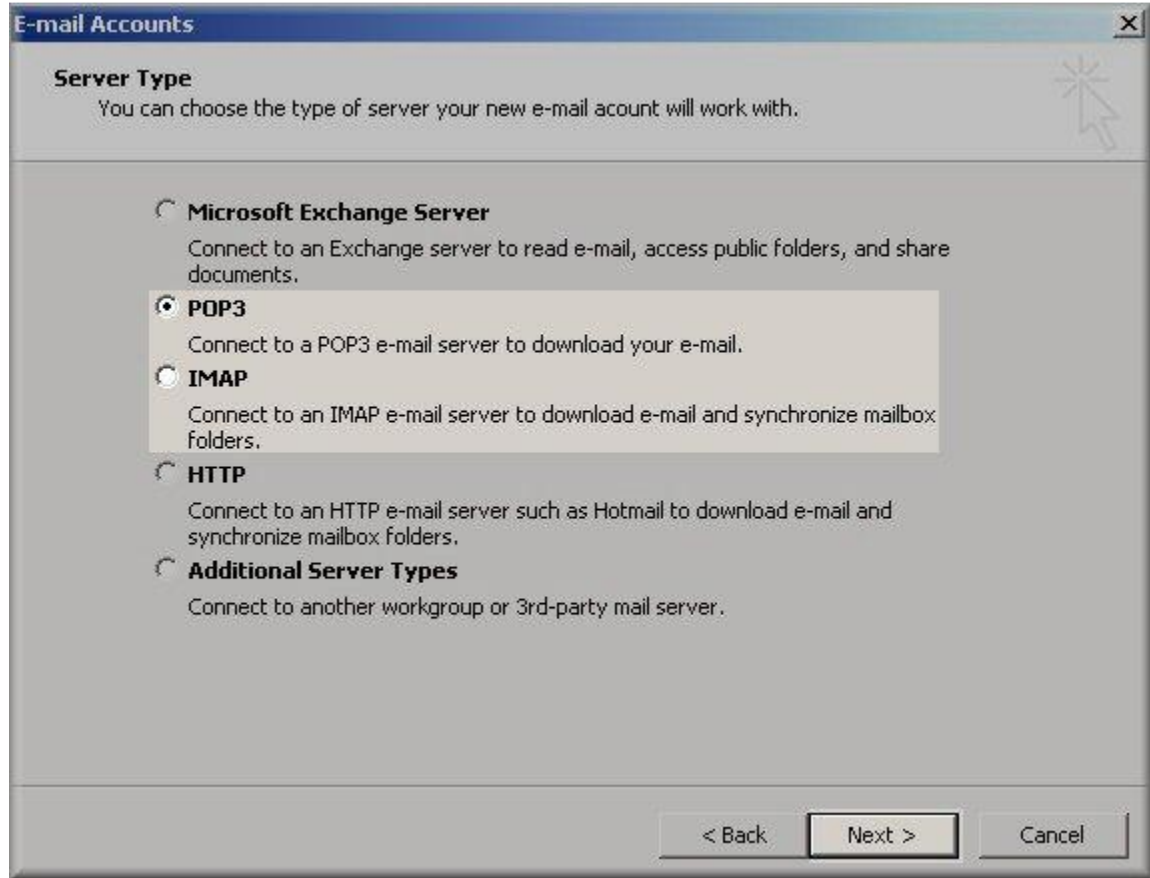 E-mail Accounts
Server Type
You can choose the type of server your new e-mail acount will work with.
Microsoft Exchange Server
Connect to an Exchange server to read e-mail, access public folders, and share
documents.
POP3
Connect to a POP3 e-mail server to download your e-mail.
IMAP
Connect to an IMAP e-mail server to download e-mail and synchronize mailbox
folders.
HTTP
Connect to an HTTP e-mail server such as Hotmail to download e-mail and
synchronize mailbox folders.
Additional Server Types
Connect to another workgroup or 3rd-party mail server.
< Back Next > Cancel